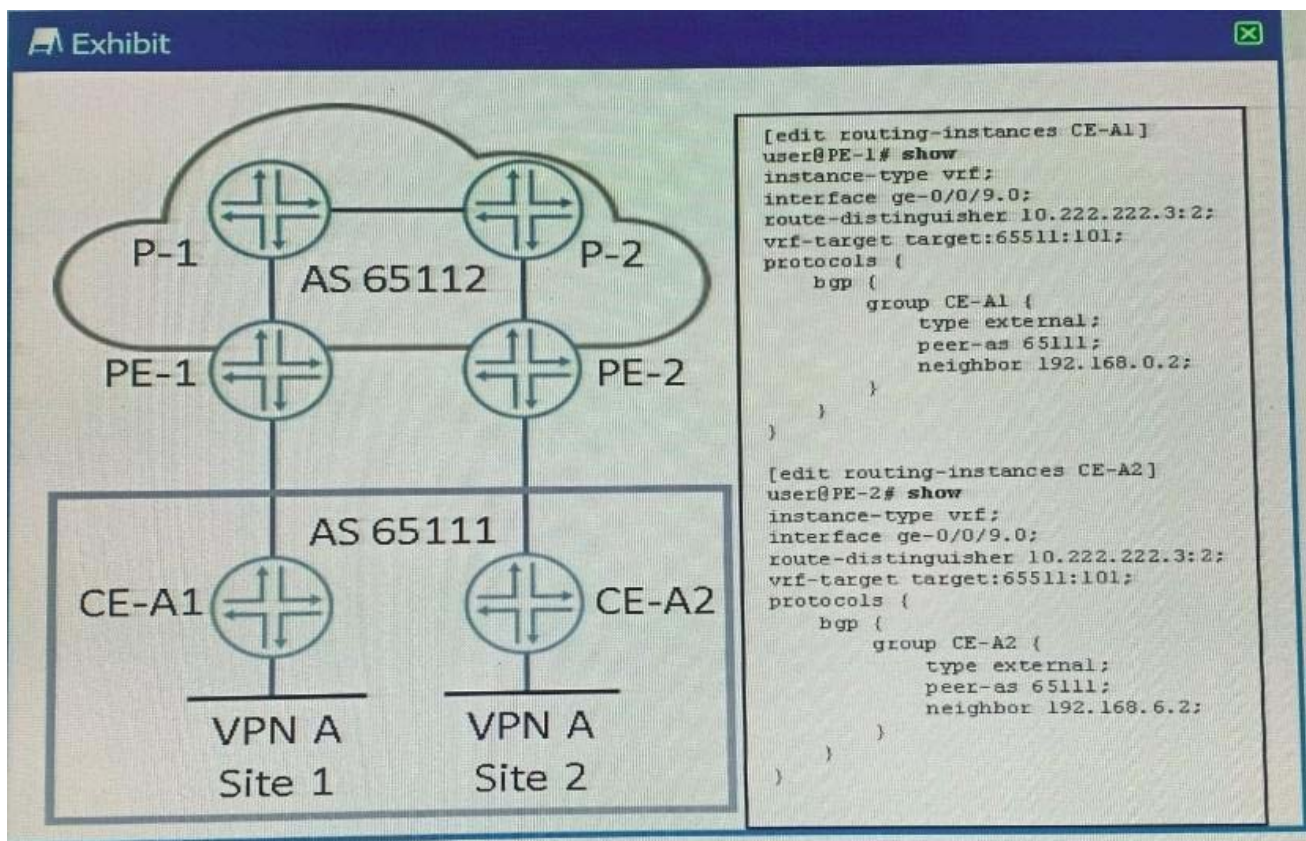 Exhibit
P-1
P-2
AS 65112
PE-1
PE-2
AS 65111
CE-A1
CE-A2
VPN A
Site 1
VPN A
Site 2
[edit routing-instances CE-A1]
user@PE-1# show
instance-type vrf;
interface ge-0/0/9.0;
route-distinguisher 10.222.222.3:2;
vrf-target target:65511:101;
protocols {
bgp {
group CE-A1 {
type external;
peer-as 65111;
neighbor 192.168.0.2;
}
}
}
[edit routing-instances CE-A2]
user@PE-2# show
instance-type vrf;
interface ge-0/0/9.0;
route-distinguisher 10.222.222.3:2;
vrf-target target:65511:101;
protocols {
bgp {
group CE-A2 {
type external;
peer-as 65111;
neighbor 192.168.6.2;
}
}
}